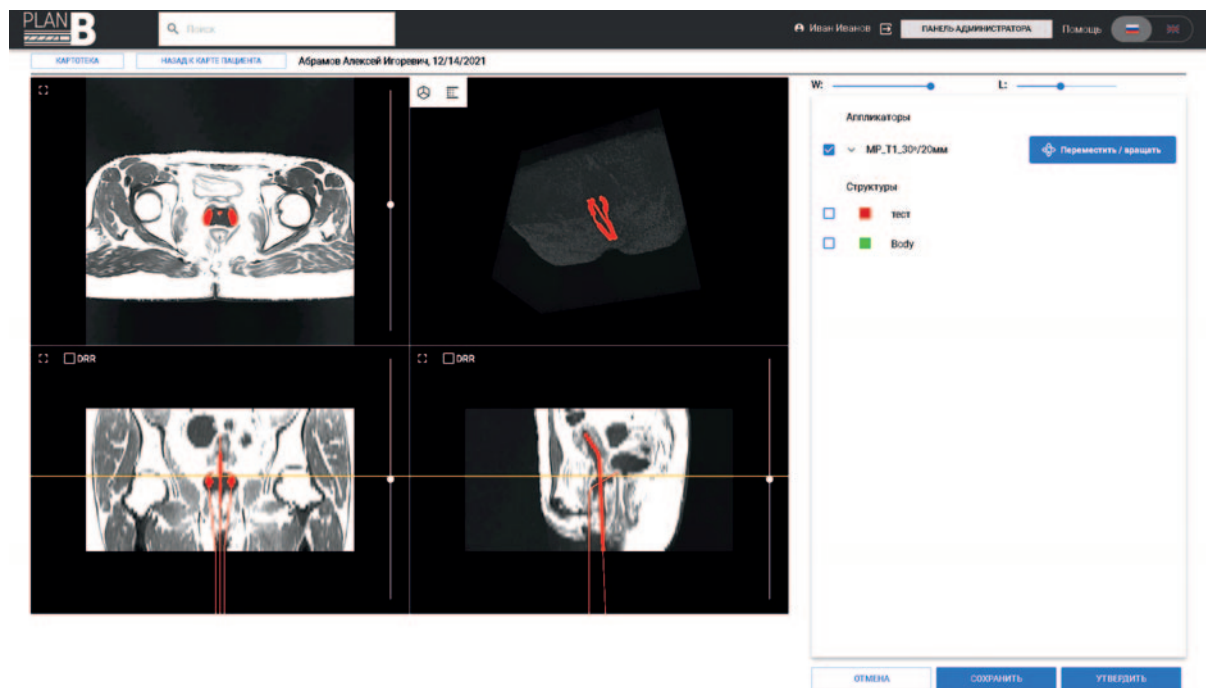 PLAN B
Поиск
Иван Иванов
ПАНЕЛЬ АДМИНИСТРАТОРА
Помощь
КАРТОТЕКА
НАЗАД К КАРТЕ ПАЦИЕНТА
Абрамов Алексей Игоревич, 12/14/2021
W:
L:
Аппликаторы
МР_Т1_30°/20мм
Переместить / вращать
Структуры
тест
Body
DRR
DRR
ОТМЕНА
СОХРАНИТЬ
УТВЕРДИТЬ